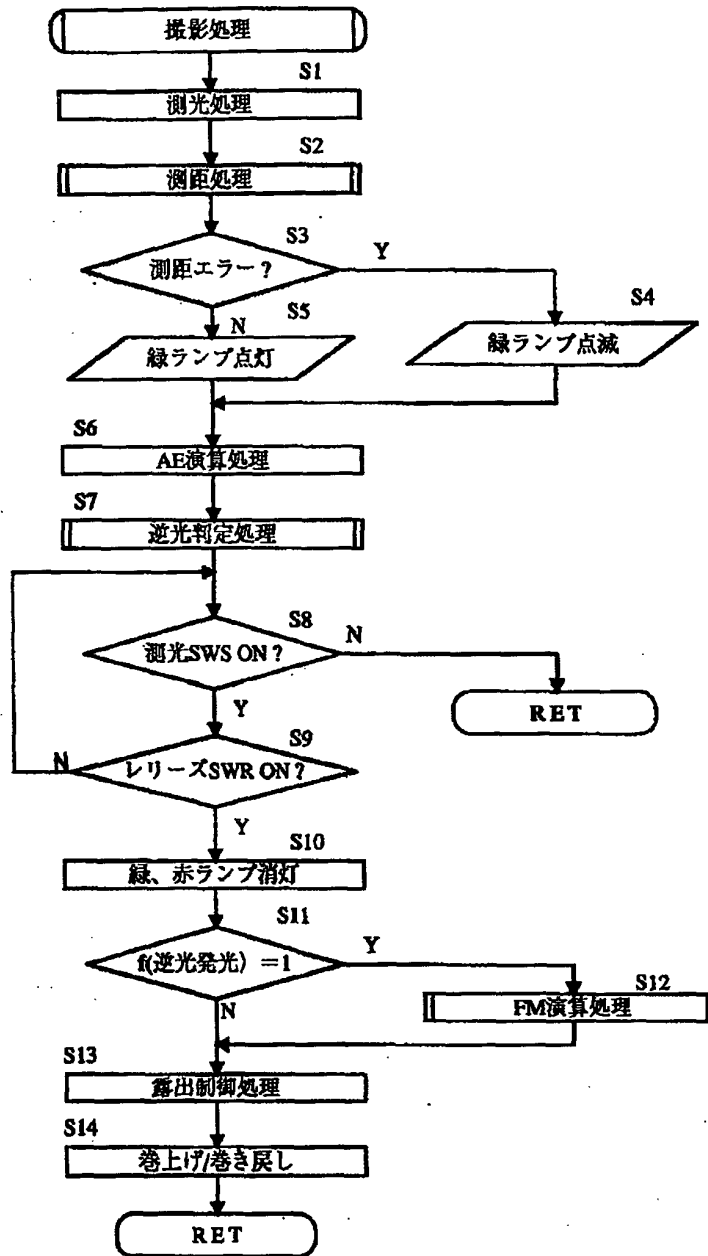 撮影処理
S1
測光処理
S2
測距処理
S3
測距エラー？
Y
S4
緑ランプ点滅
N
S5
緑ランプ点灯
S6
AE演算処理
S7
逆光判定処理
S8
測光SWS ON？
N
RET
Y
S9
レリーズSWR ON？
N
Y
S10
緑、赤ランプ消灯
S11
f(逆光発光）＝1
Y
S12
FM演算処理
N
S13
露出制御処理
S14
巻上げ/巻き戻し
RET